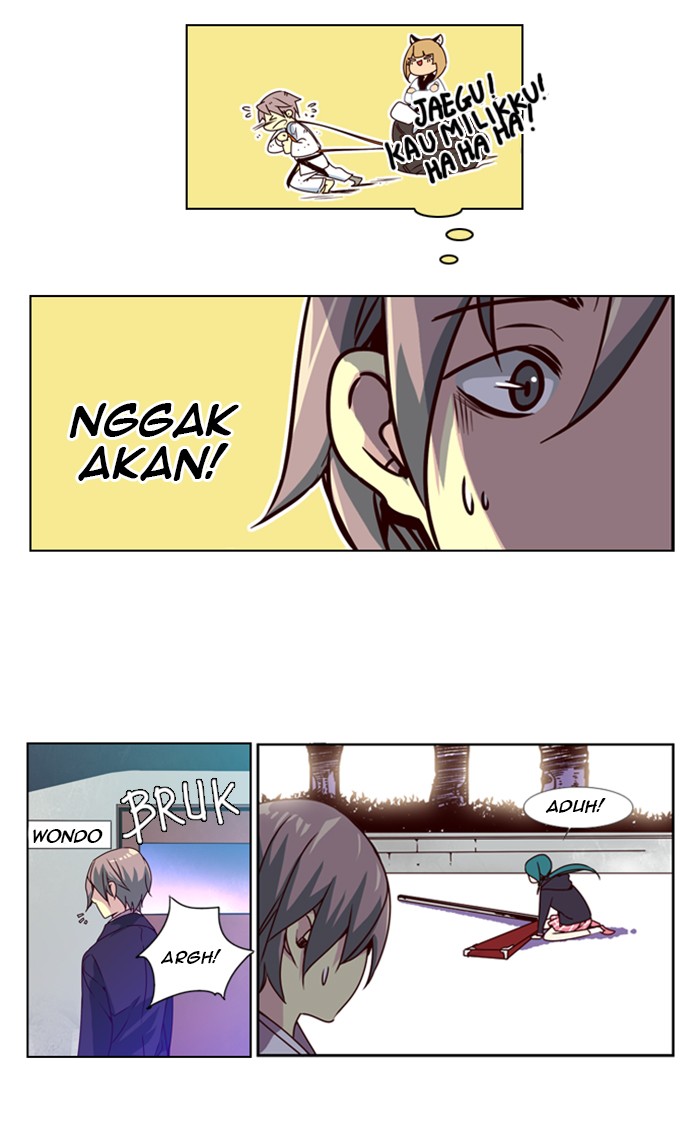 JAEGU!
KAU MILIKKU!
HA HA HA!
NGGAK
AKAN!
BRUK
WONDO
ARGH!
ADUH!